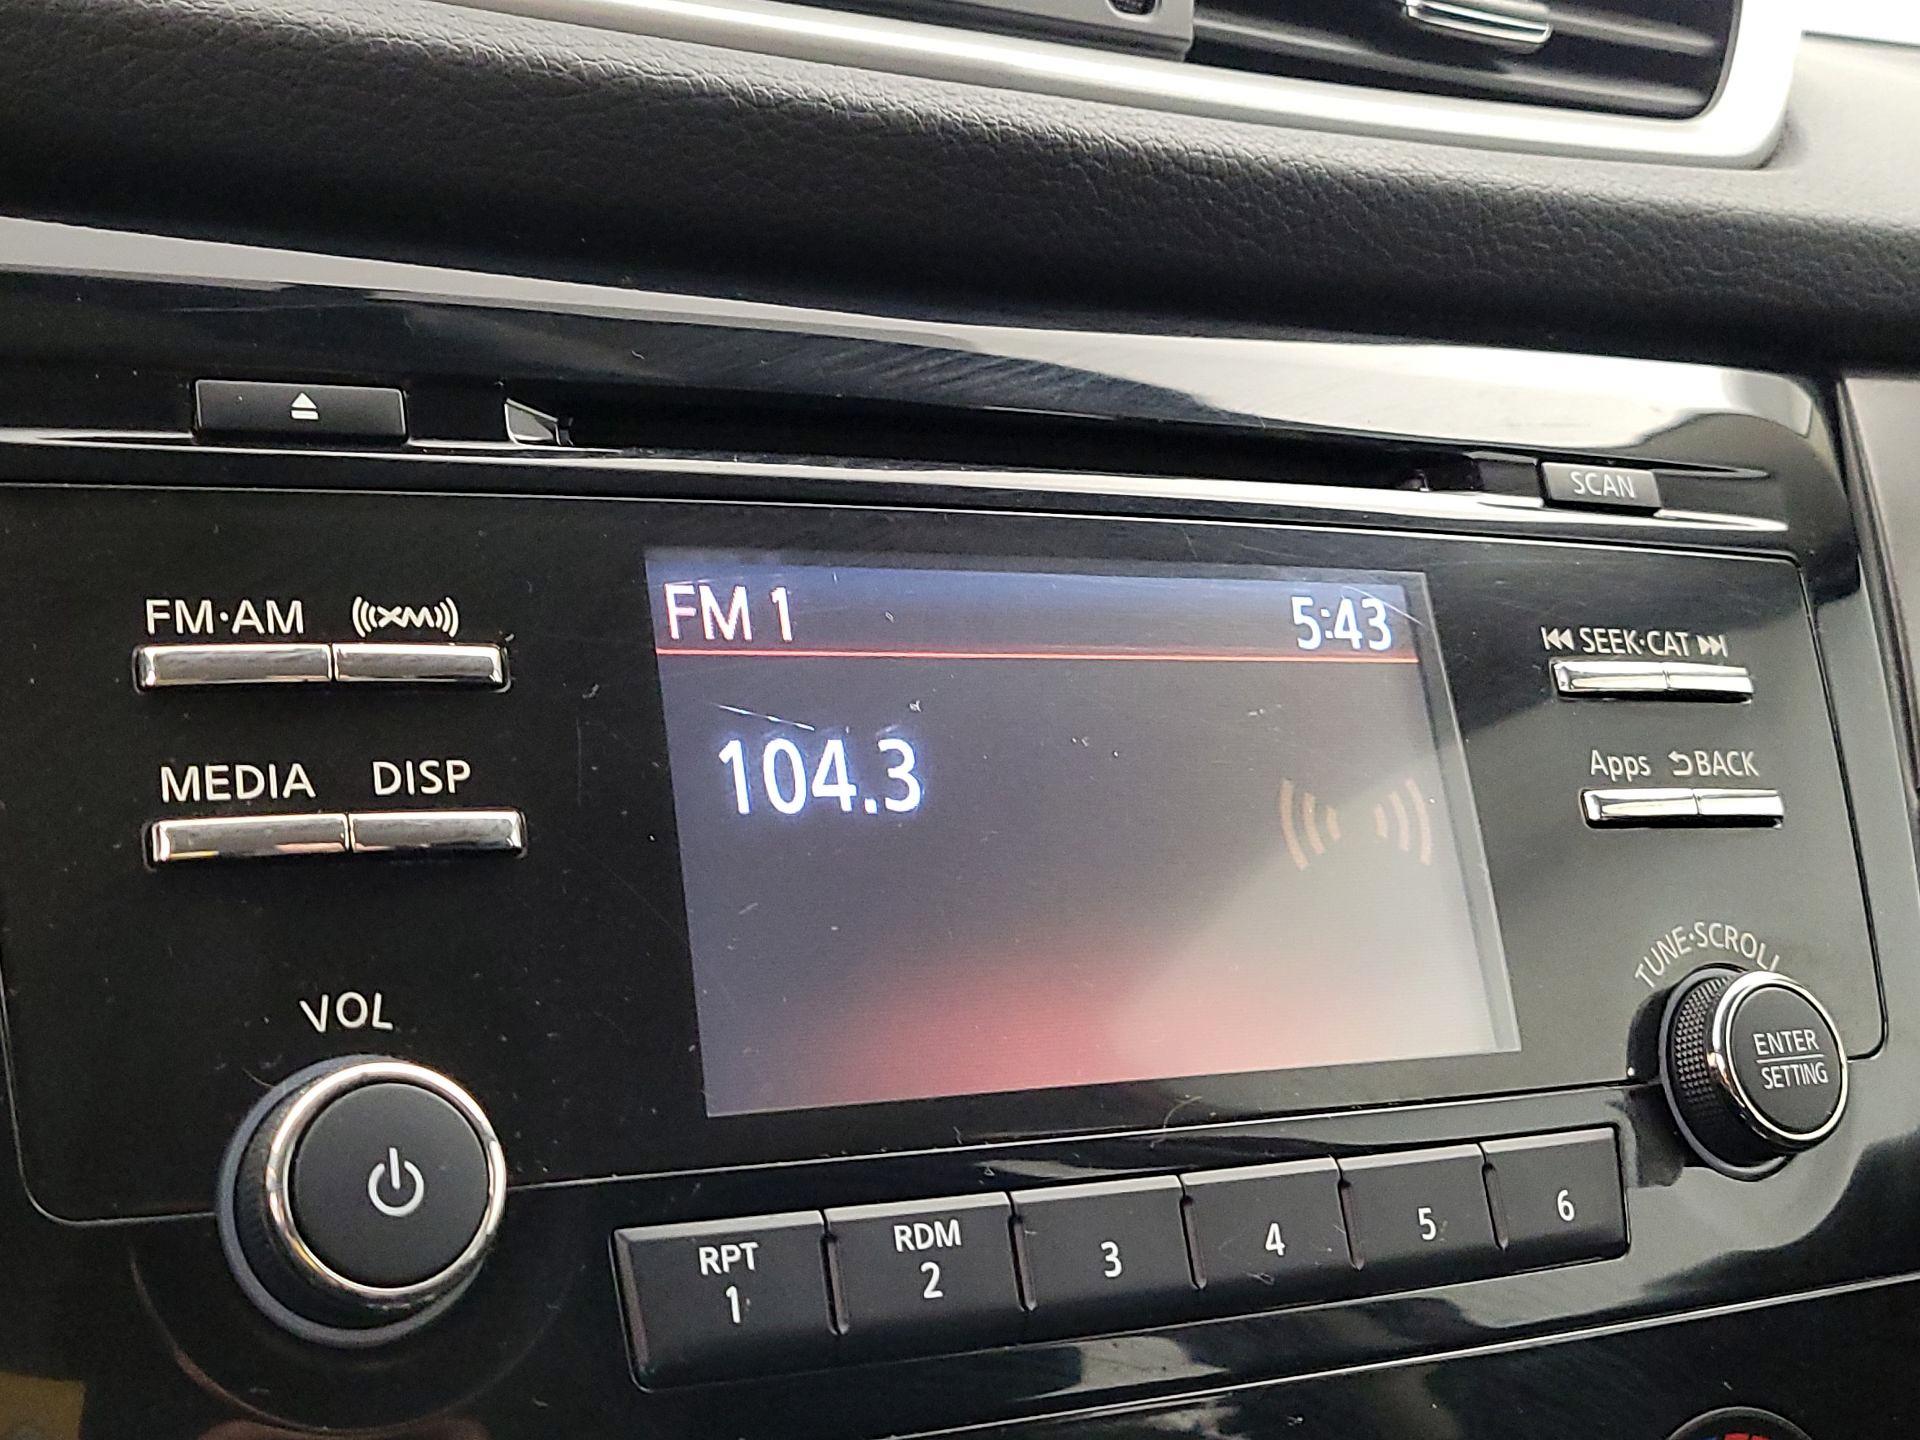 SCAN
FM·AM
XM
FM 1
5:43
SEEK·CAT
MEDIA
DISP
104.3
Apps
BACK
VOL
TUNE·SCROLL
ENTER
SETTING
RPT
1
RDM
2
3
4
5
6